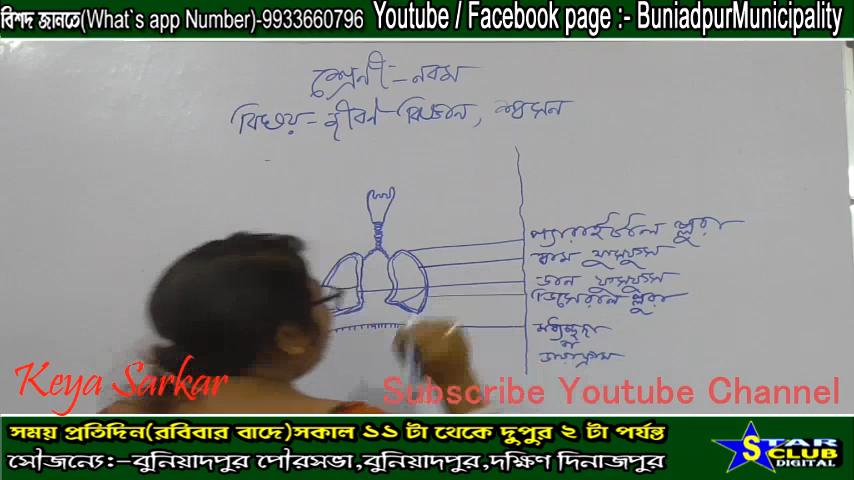 বিশদ জানতে(What`s app Number)-9933660796 Youtube / Facebook page :- BuniadpurMunicipality
শ্রেনী:- নবম
বিষয় = জীবন বিজ্ঞান, শ্বসন
প্যারাইটাল প্লুরা
বাম ফুসফুস
ডান ফুসফুস
ভিসেরাল প্লুরা
মধ্যচ্ছদা
বা
ডায়াফ্রাম
Keya Sarkar
Subscribe Youtube Channel
সময় প্রতিদিন(রবিবার বাদে)সকাল ১১ টা থেকে দুপুর ২ টা পর্যন্ত
সৌজন্যে:-বুনিয়াদপুর পৌরসভা,বুনিয়াদপুর,দক্ষিণ দিনাজপুর
STAR
CLUB
DIGITAL